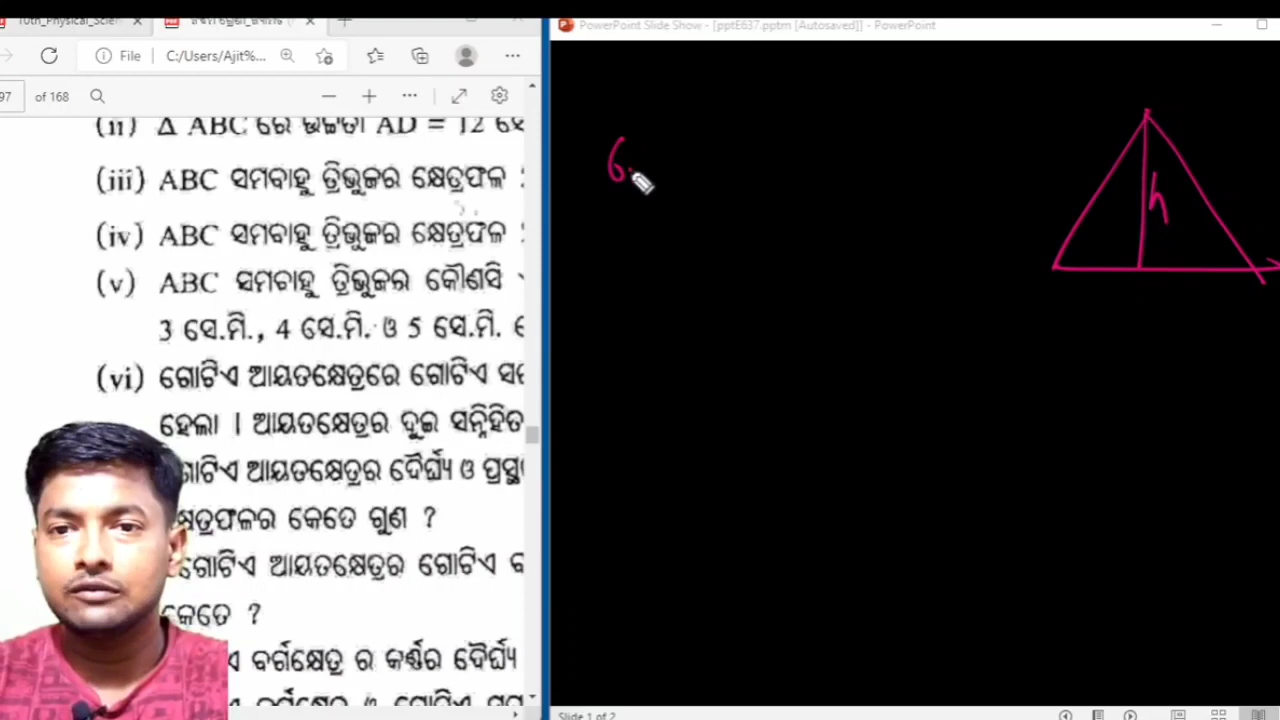 10th_Physical_Scien
PowerPoint Slide Show - [pptE637.pptm [Autosaved]] - PowerPoint
File C:/Users/Ajit%...
97 of 168
(ii) Δ ABC ରେ ଉଚ୍ଚତା AD = 12 ସେ
(iii) ABC ସମବାହୁ ତ୍ରିଭୁଜର କ୍ଷେତ୍ରଫଳ
(iv) ABC ସମବାହୁ ତ୍ରିଭୁଜର କ୍ଷେତ୍ରଫଳ
(v) ABC ସମବାହୁ ତ୍ରିଭୁଜର କୌଣସି
3 ସେ.ମି., 4 ସେ.ମି. ଓ 5 ସେ.ମି.
(vi) ଗୋଟିଏ ଆୟତକ୍ଷେତ୍ରରେ ଗୋଟିଏ
ହେଲା । ଆୟତକ୍ଷେତ୍ରର ଦୁଇ ସନ୍ନିହିତ
ଗୋଟିଏ ଆୟତକ୍ଷେତ୍ରର ଦୈର୍ଘ୍ୟ ଓ ପ୍ରସ୍ଥ
କ୍ଷେତ୍ରଫଳର କେତେ ଗୁଣ ?
ଗୋଟିଏ ଆୟତକ୍ଷେତ୍ରର ଗୋଟିଏ
କେତେ ?
ବର୍ଗକ୍ଷେତ୍ର ର କର୍ଣ୍ଣର ଦୈର୍ଘ୍ୟ
6.
h
Slide 1 of 2